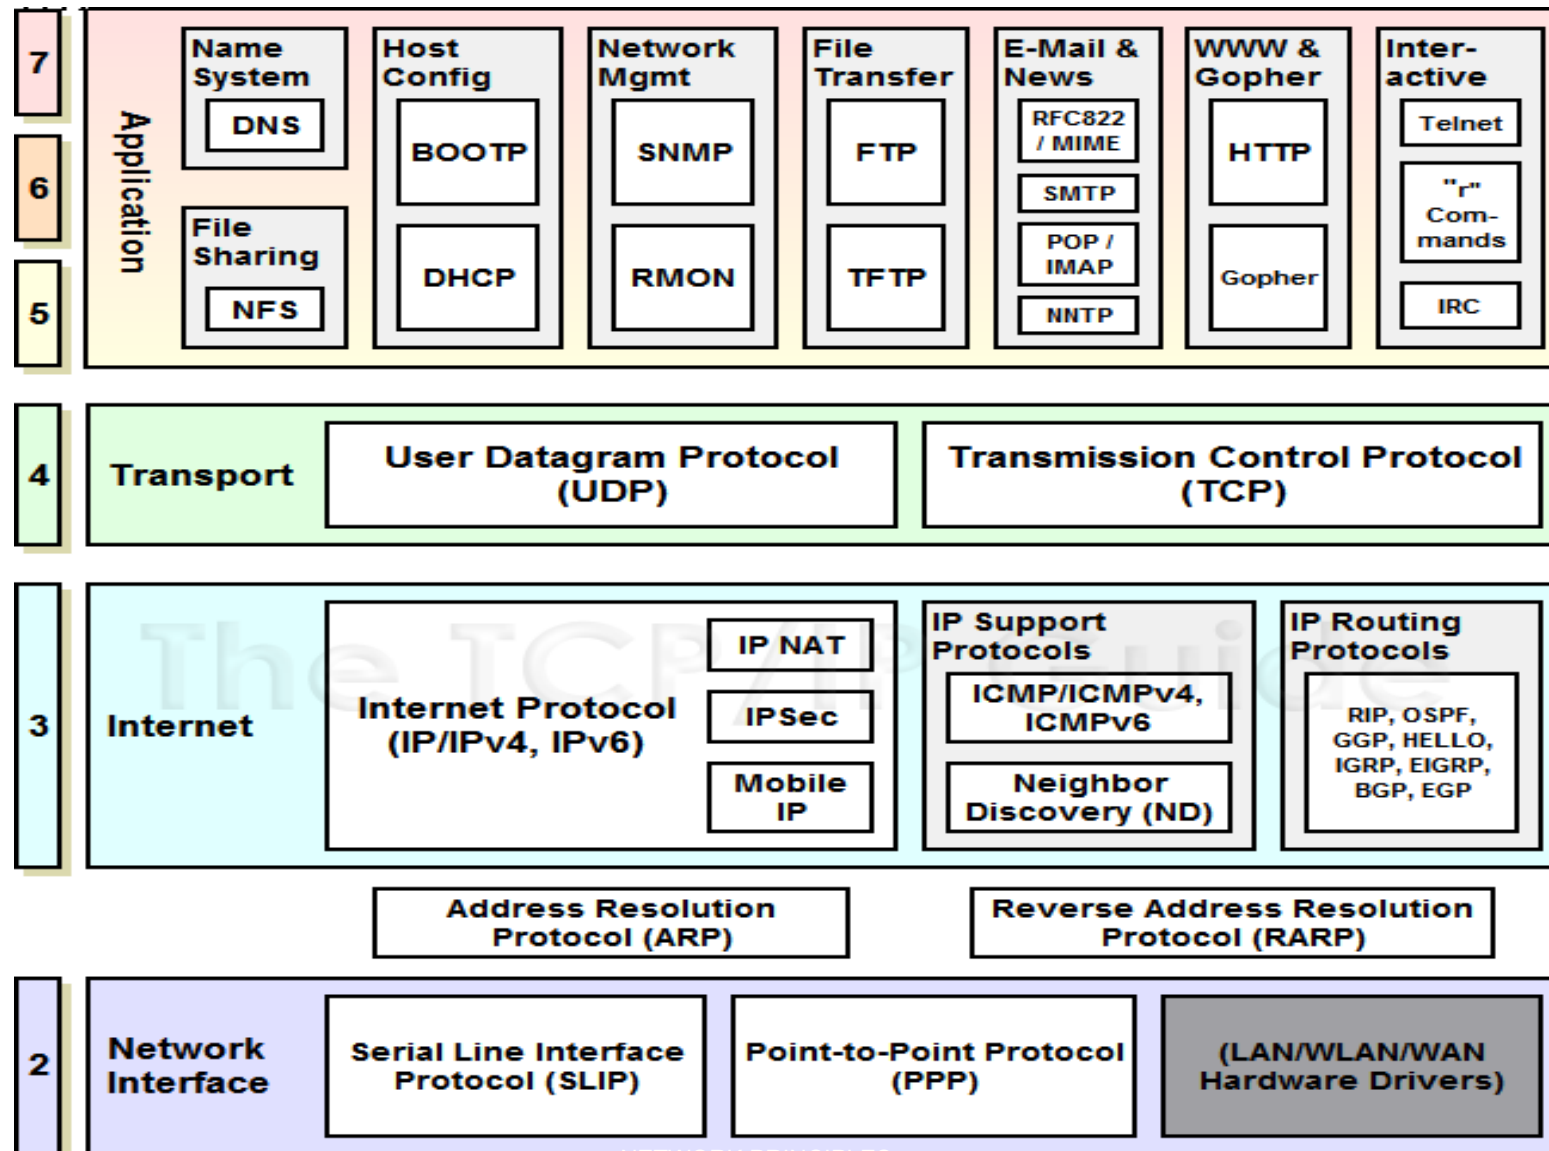 7
6
5
Application
Name
System
DNS
File
Sharing
NFS
Host
Config
BOOTP
DHCP
Network
Mgmt
SNMP
RMON
File
Transfer
FTP
TFTP
E-Mail &
News
RFC822
/ MIME
SMTP
POP /
IMAP
NNTP
WWW &
Gopher
HTTP
Gopher
Inter-
active
Telnet
"r"
Com-
mands
IRC
4
Transport
User Datagram Protocol
(UDP)
Transmission Control Protocol
(TCP)
3
Internet
Internet Protocol
(IP/IPv4, IPv6)
IP NAT
IPSec
Mobile
IP
IP Support
Protocols
ICMP/ICMPv4,
ICMPv6
Neighbor
Discovery (ND)
IP Routing
Protocols
RIP, OSPF,
GGP, HELLO,
IGRP, EIGRP,
BGP, EGP
The TCP/IP Guide
Address Resolution
Protocol (ARP)
Reverse Address Resolution
Protocol (RARP)
2
Network
Interface
Serial Line Interface
Protocol (SLIP)
Point-to-Point Protocol
(PPP)
(LAN/WLAN/WAN
Hardware Drivers)